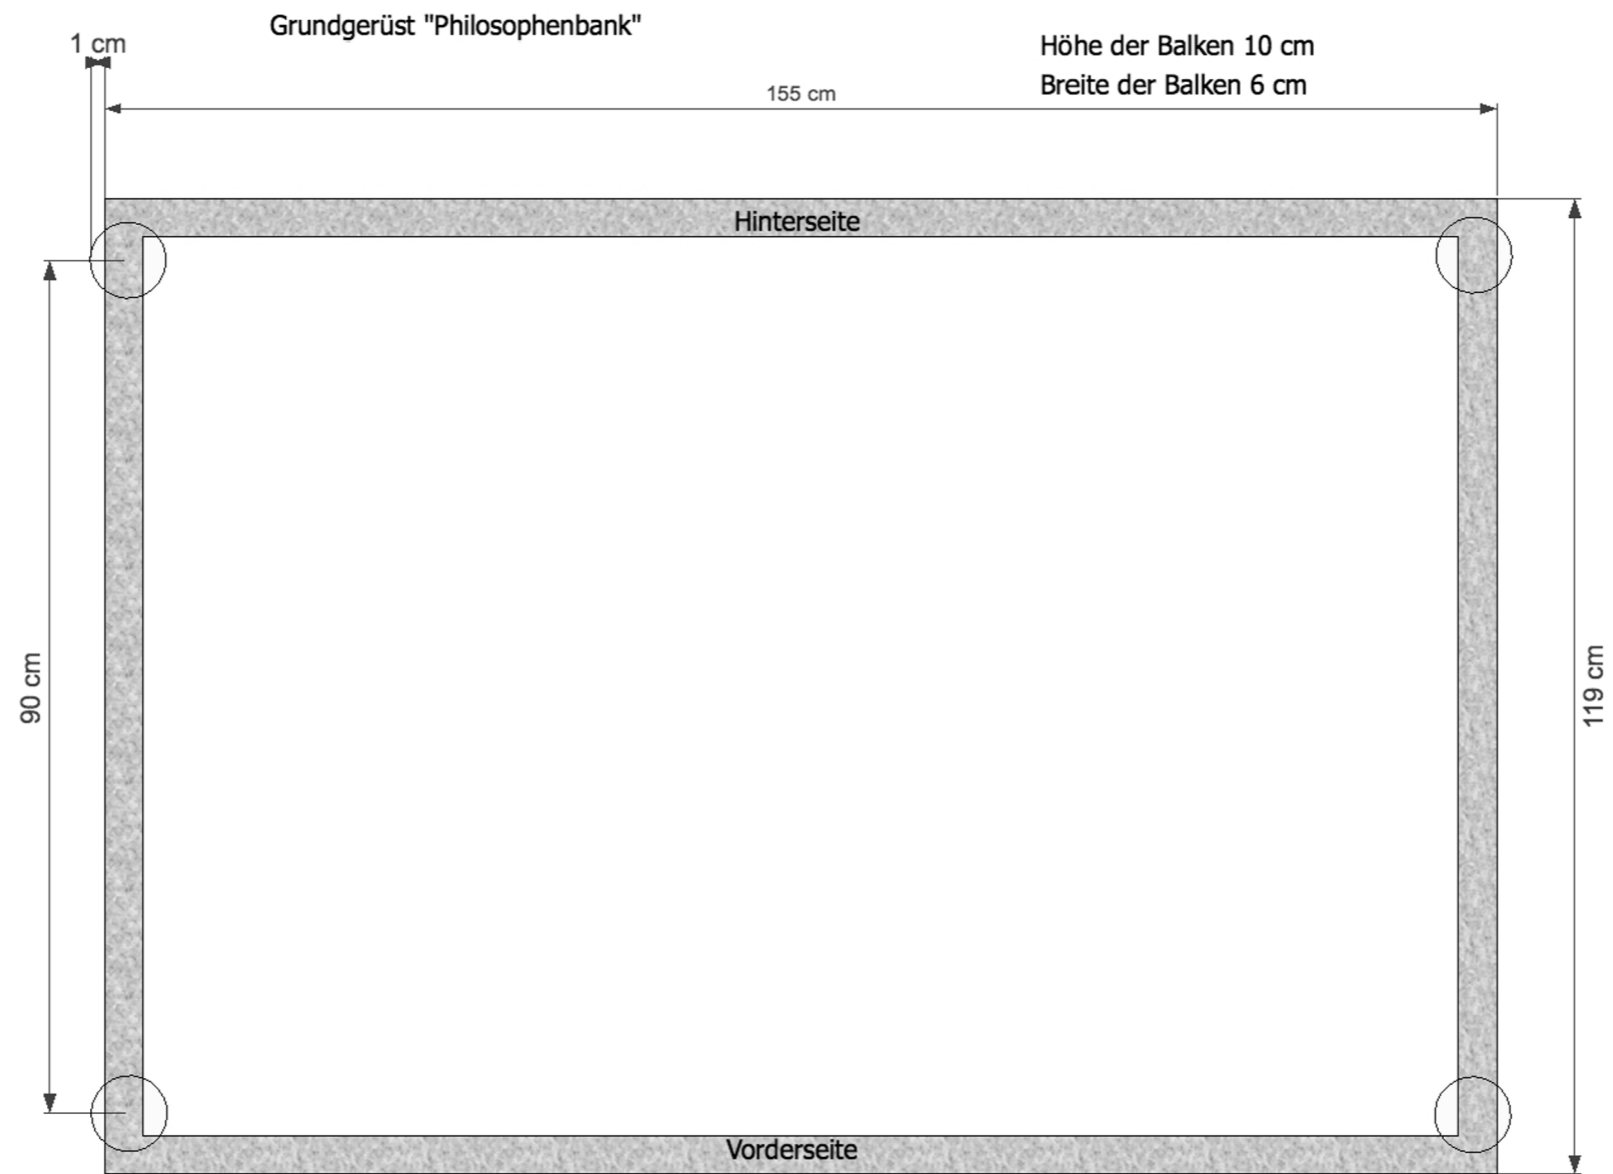 Grundgerüst "Philosophenbank"
1 cm
Höhe der Balken 10 cm
Breite der Balken 6 cm
155 cm
Hinterseite
90 cm
119 cm
Vorderseite